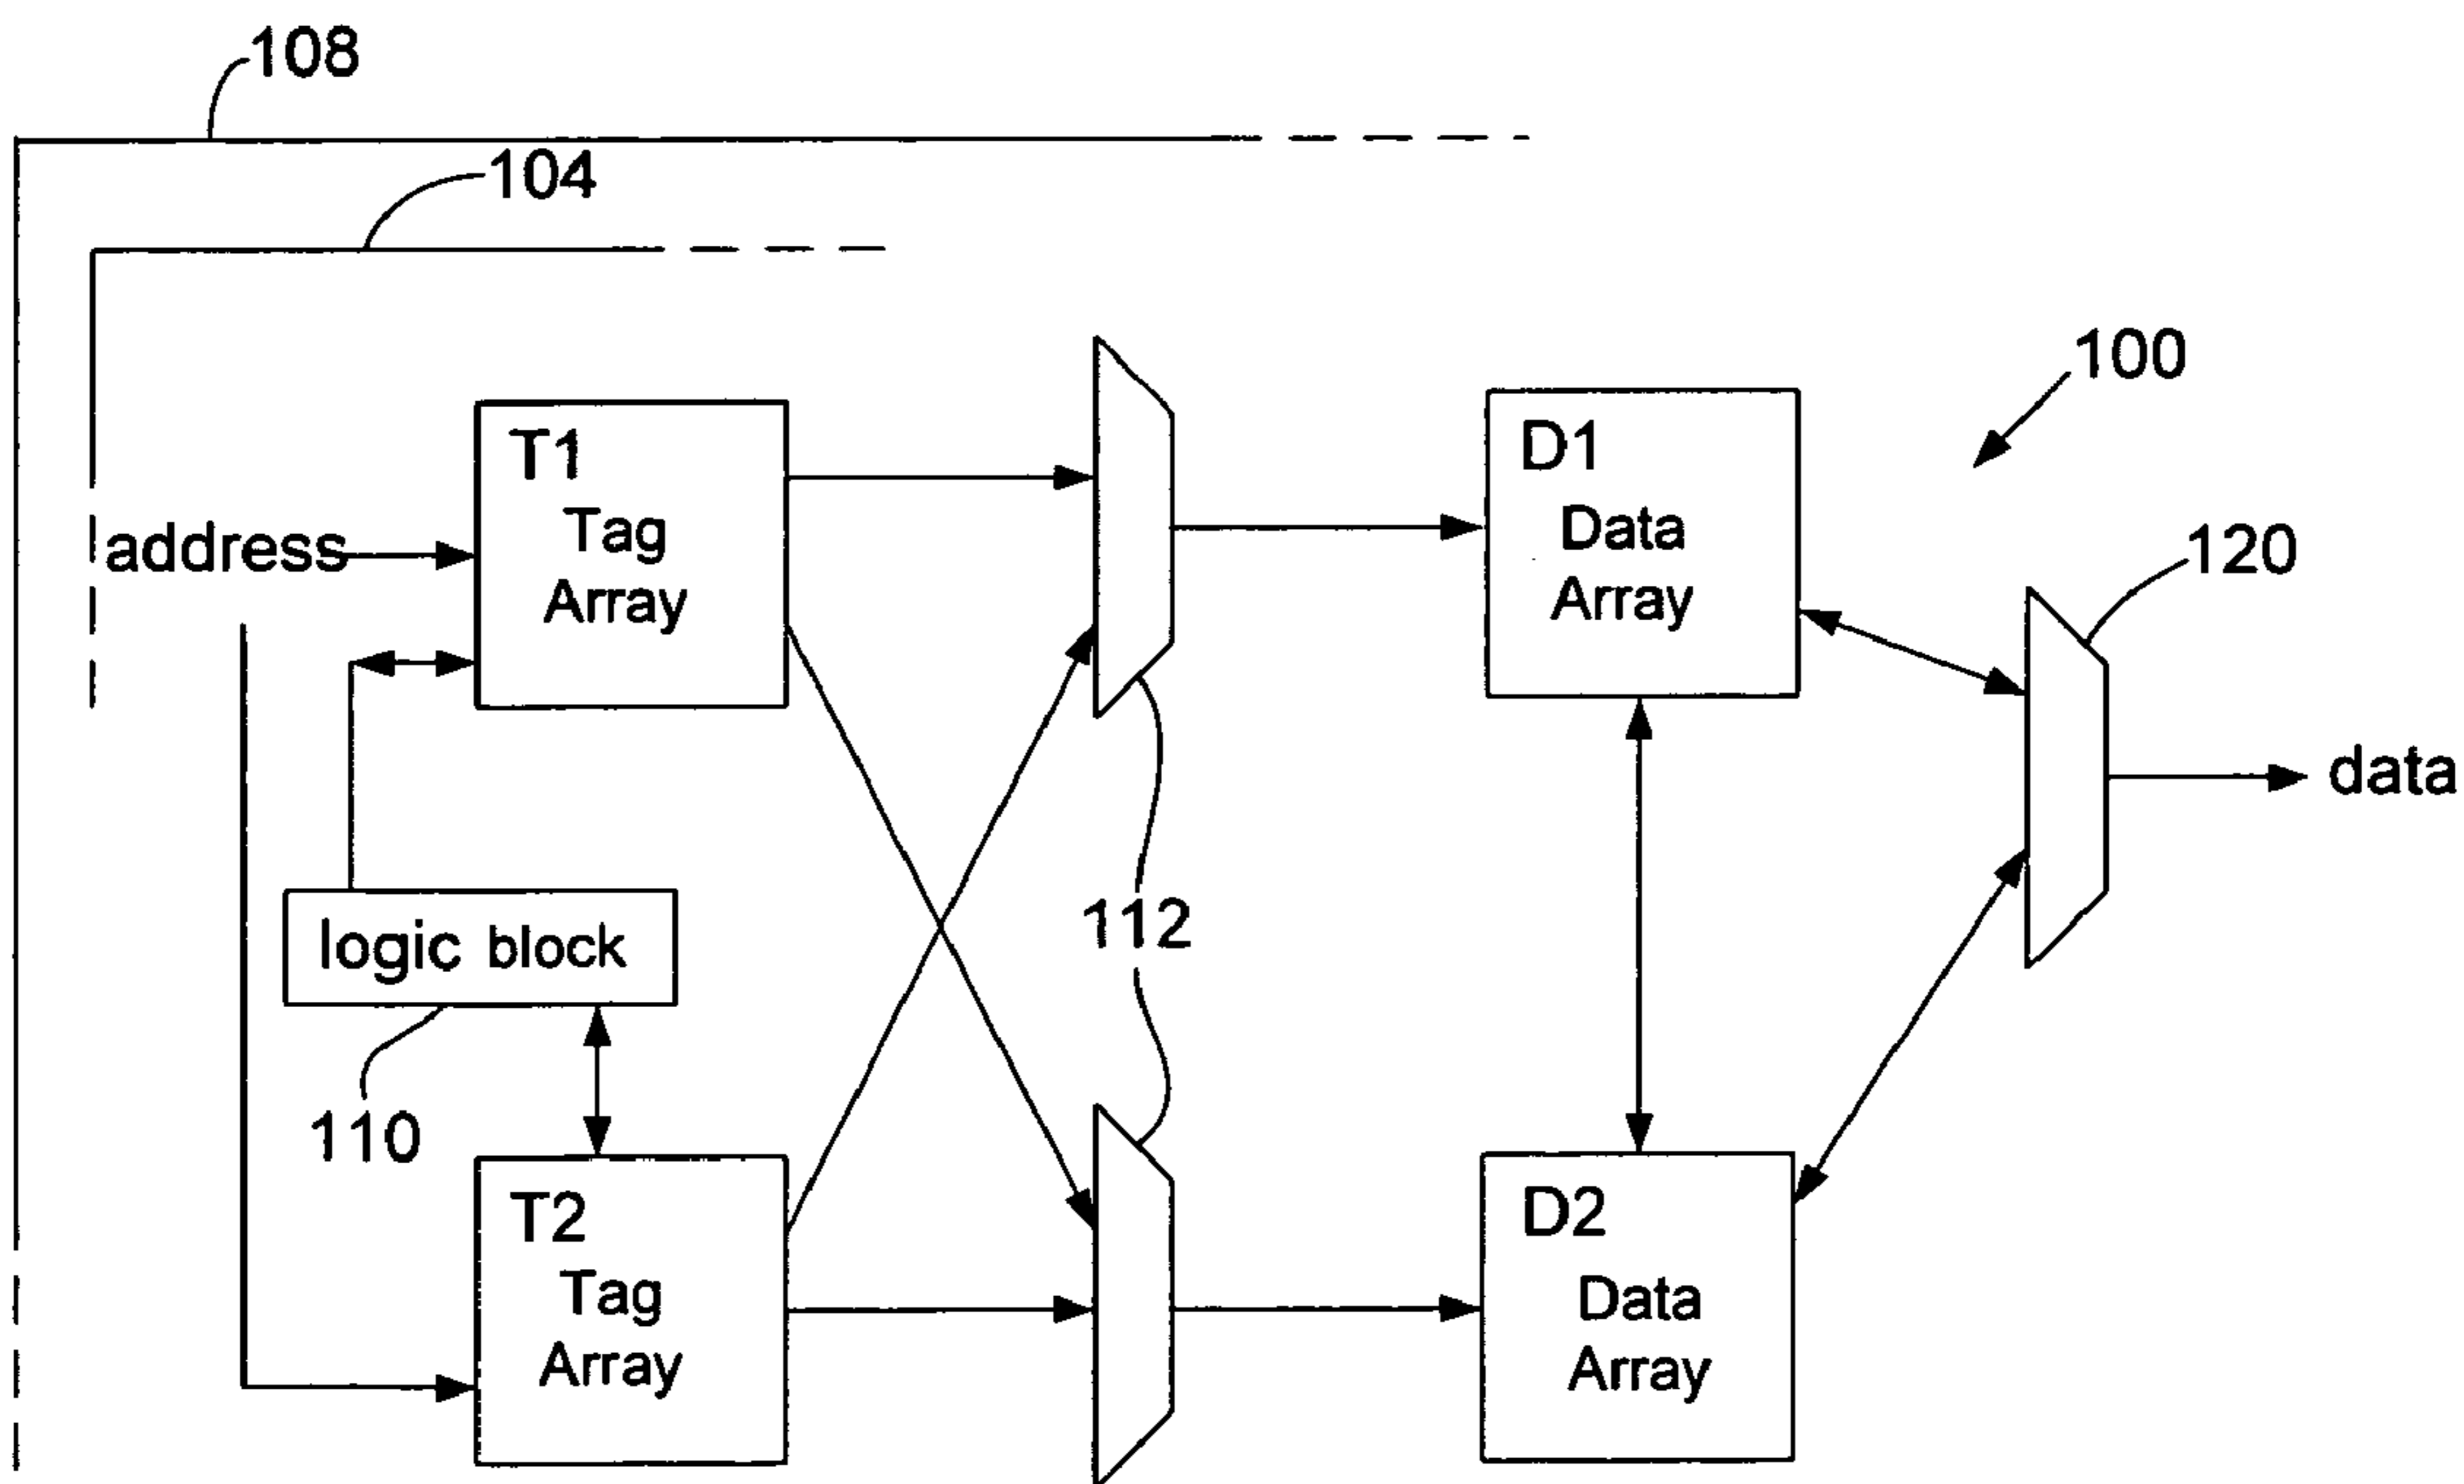 108
104
100
T1
Tag
Array
D1
Data
Array
address
120
data
logic block
112
110
T2
Tag
Array
D2
Data
Array